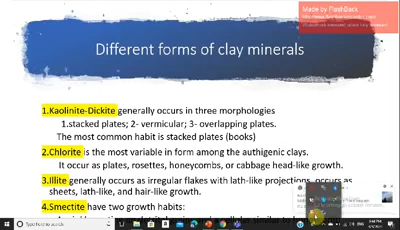 Made by FlashBack
Different forms of clay minerals
1.Kaolinite-Dickite generally occurs in three morphologies
1.stacked plates; 2- vermicular; 3- overlapping plates.
The most common habit is stacked plates (books)
2.Chlorite is the most variable in form among the authigenic clays.
It occur as plates, rosettes, honeycombs, or cabbage head-like growth.
3.Illite generally occurs as irregular flakes with lath-like projections, occurs as
sheets, lath-like, and hair-like growth.
4.Smectite have two growth habits:
Type here to search